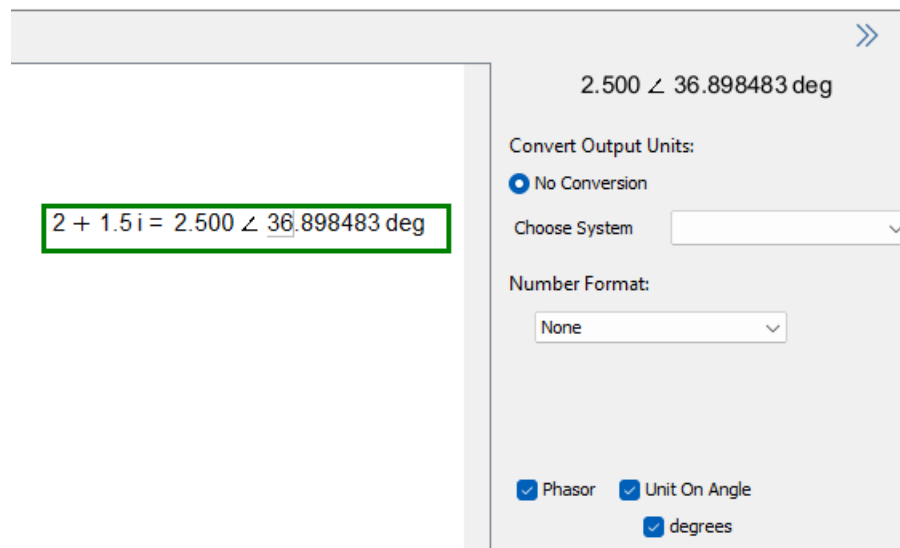 2.500 ∠ 36.898483 deg
Convert Output Units:
No Conversion
2 + 1.5 i = 2.500 ∠ 36.898483 deg
Choose System
Number Format:
None
Phasor Unit On Angle
degrees